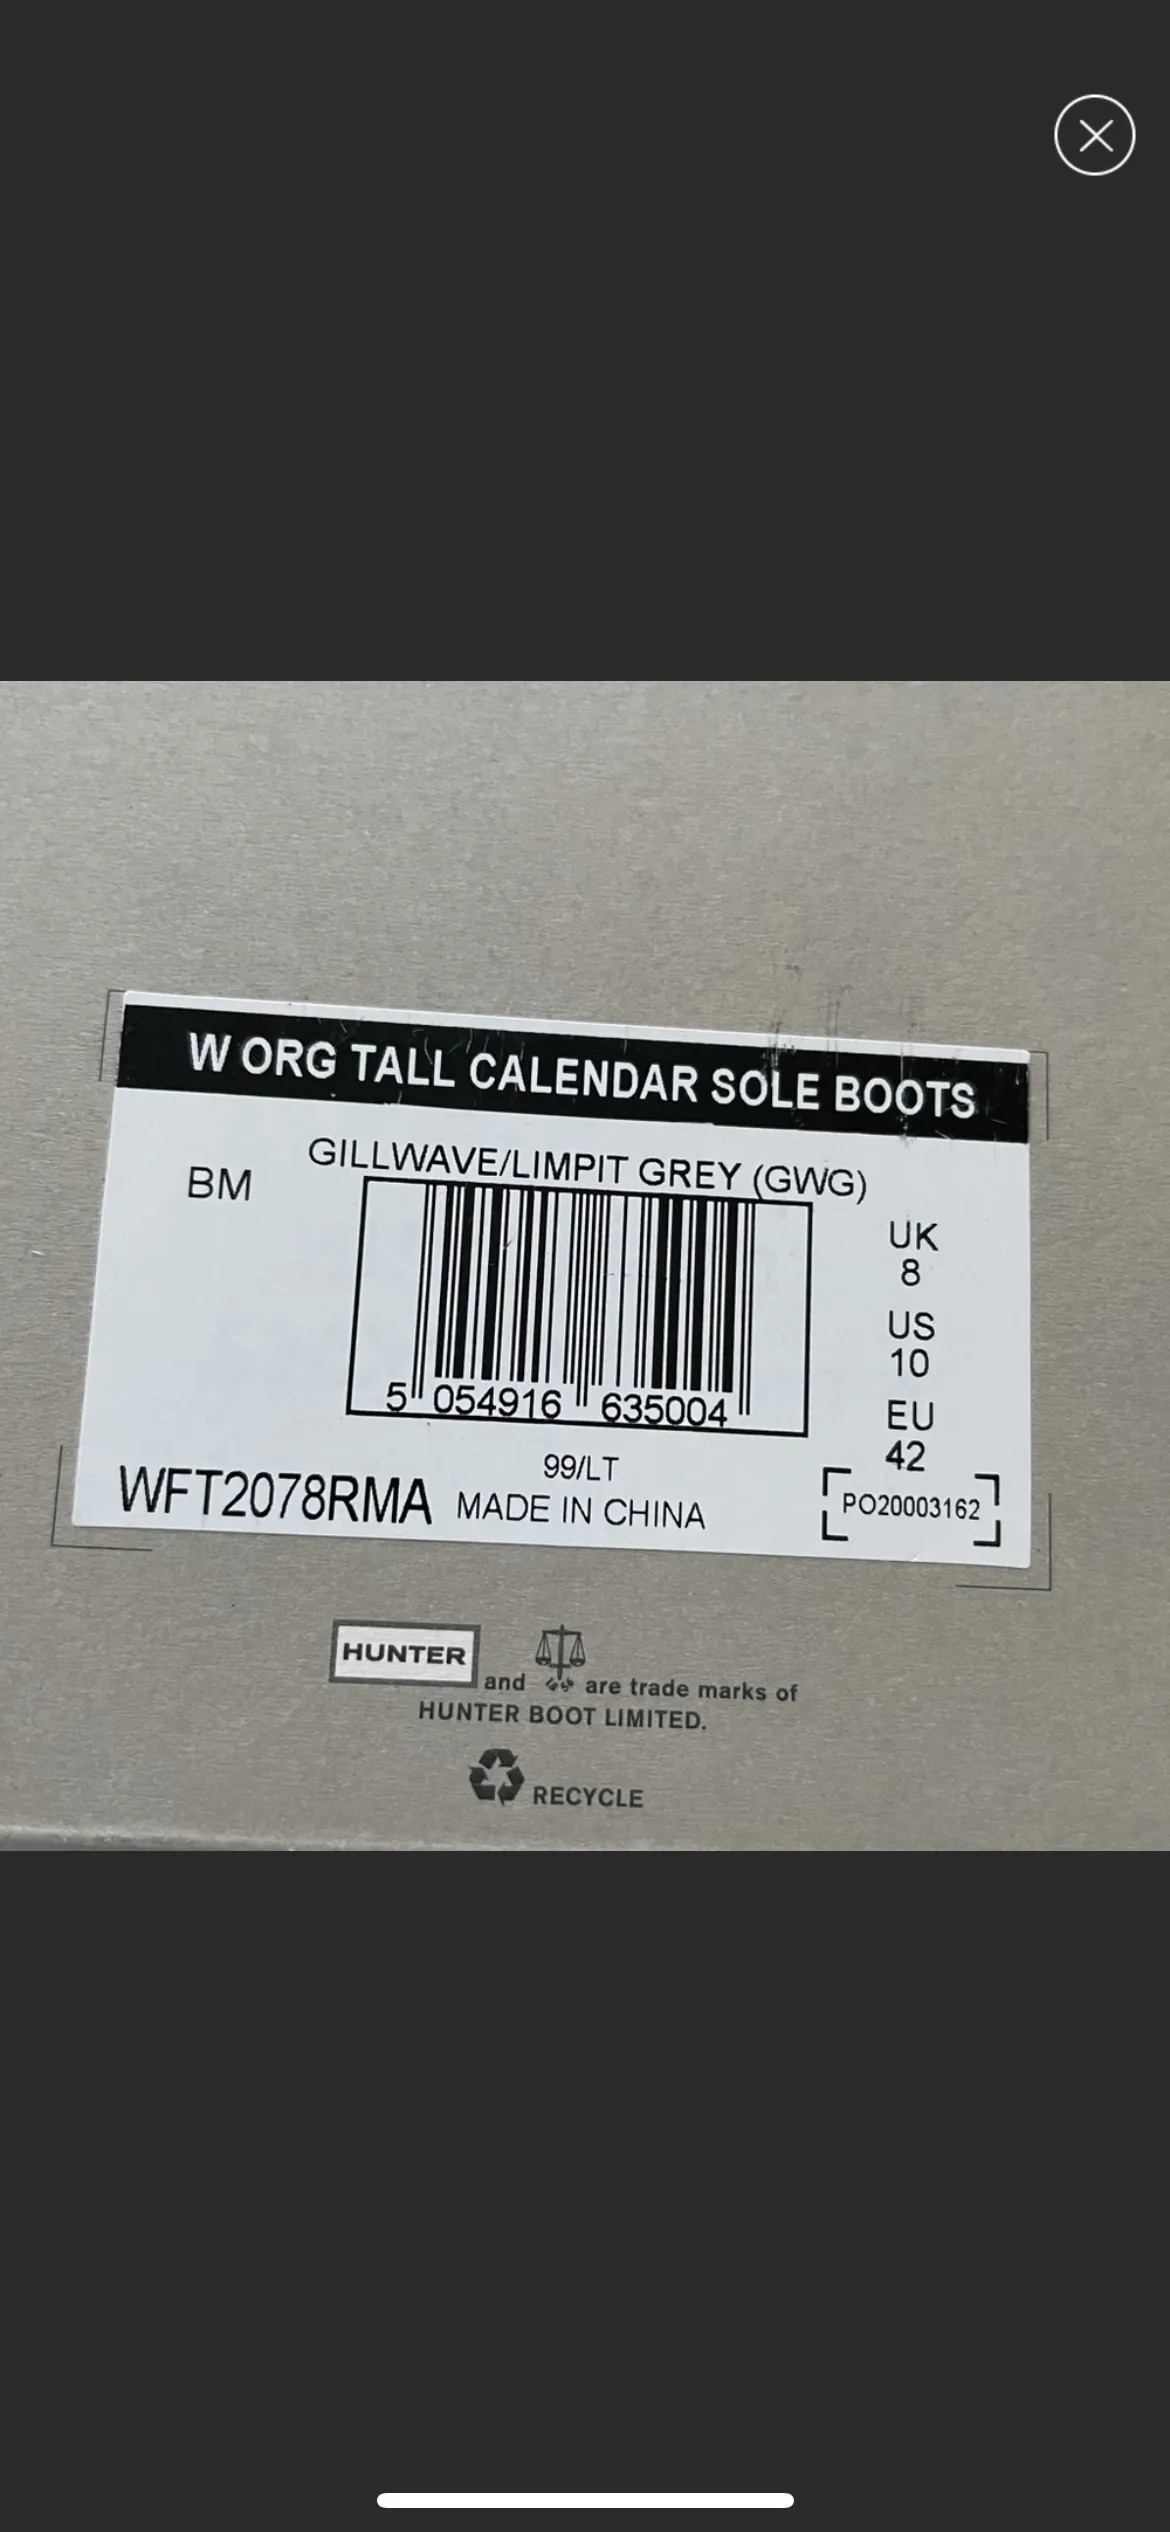 W ORG TALL CALENDAR SOLE BOOTS
GILLWAVE/LIMPIT GREY (GWG)
BM
UK
8
US
10
EU
42
5 054916 635004
99/LT
WFT2078RMA MADE IN CHINA
PO20003162
HUNTER and are trade marks of
HUNTER BOOT LIMITED.
RECYCLE